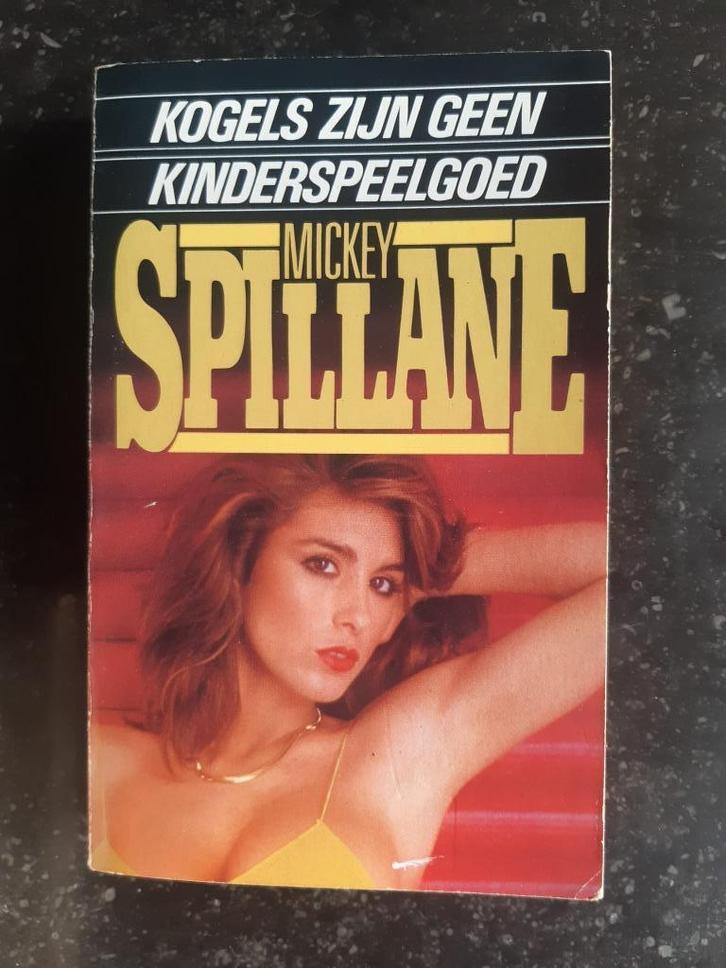 KOGELS ZIJN GEEN
KINDERSPEELGOED
MICKEY
SPILLANE